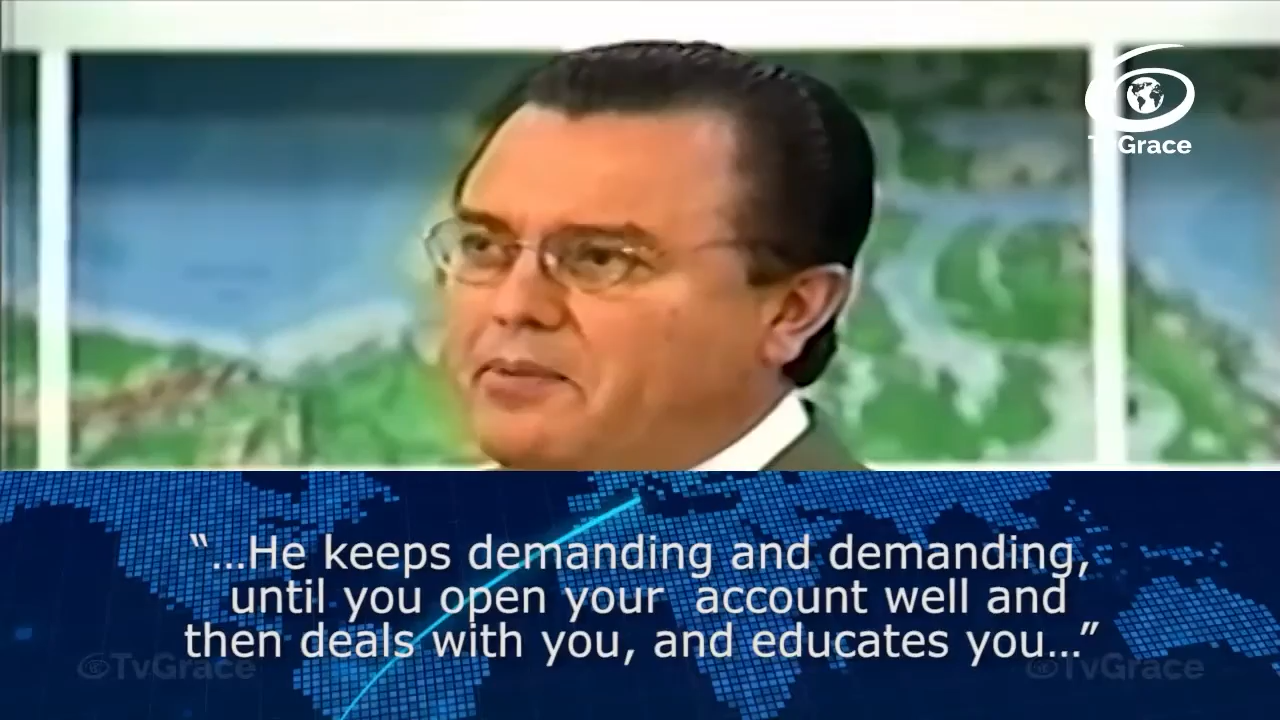 TvGrace
“ …He keeps demanding and demanding,
until you open your account well and
then deals with you, and educates you…”
TvGrace
TvGrace